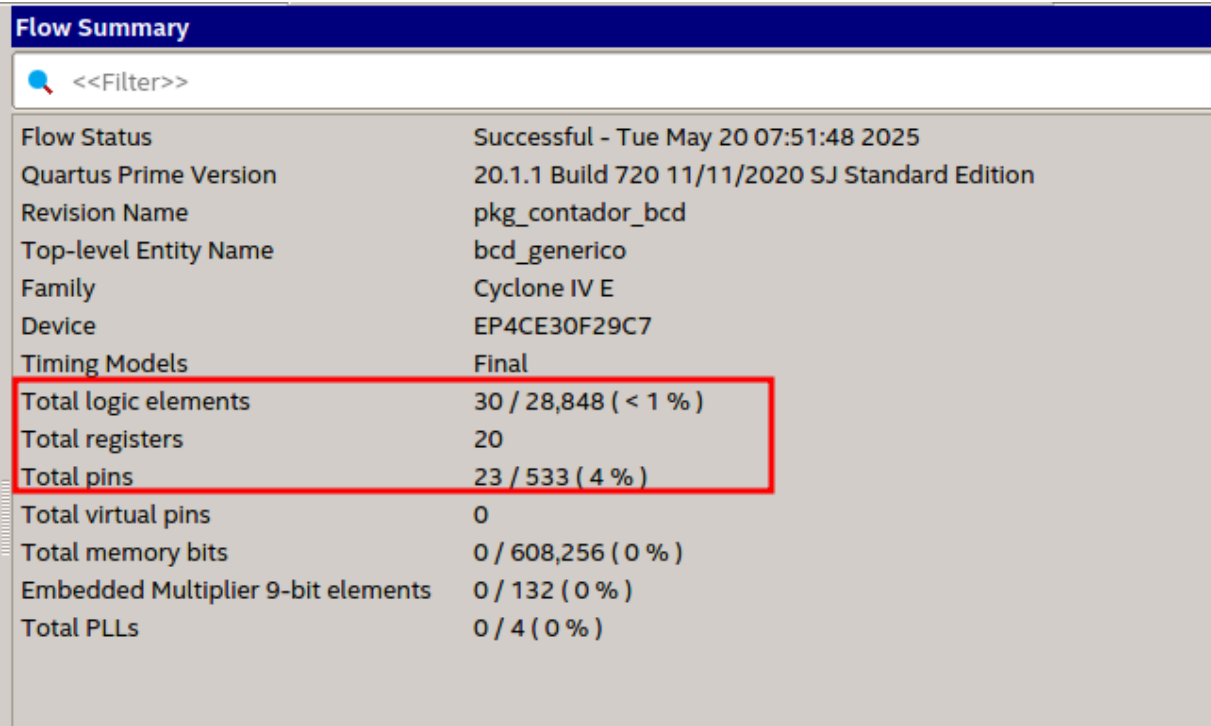 Flow Summary
<<Filter>>
Flow Status Successful - Tue May 20 07:51:48 2025
Quartus Prime Version 20.1.1 Build 720 11/11/2020 SJ Standard Edition
Revision Name pkg_contador_bcd
Top-level Entity Name bcd_generico
Family Cyclone IV E
Device EP4CE30F29C7
Timing Models Final
Total logic elements 30 / 28,848 ( < 1 % )
Total registers 20
Total pins 23 / 533 ( 4 % )
Total virtual pins 0
Total memory bits 0 / 608,256 ( 0 % )
Embedded Multiplier 9-bit elements 0 / 132 ( 0 % )
Total PLLs 0 / 4 ( 0 % )